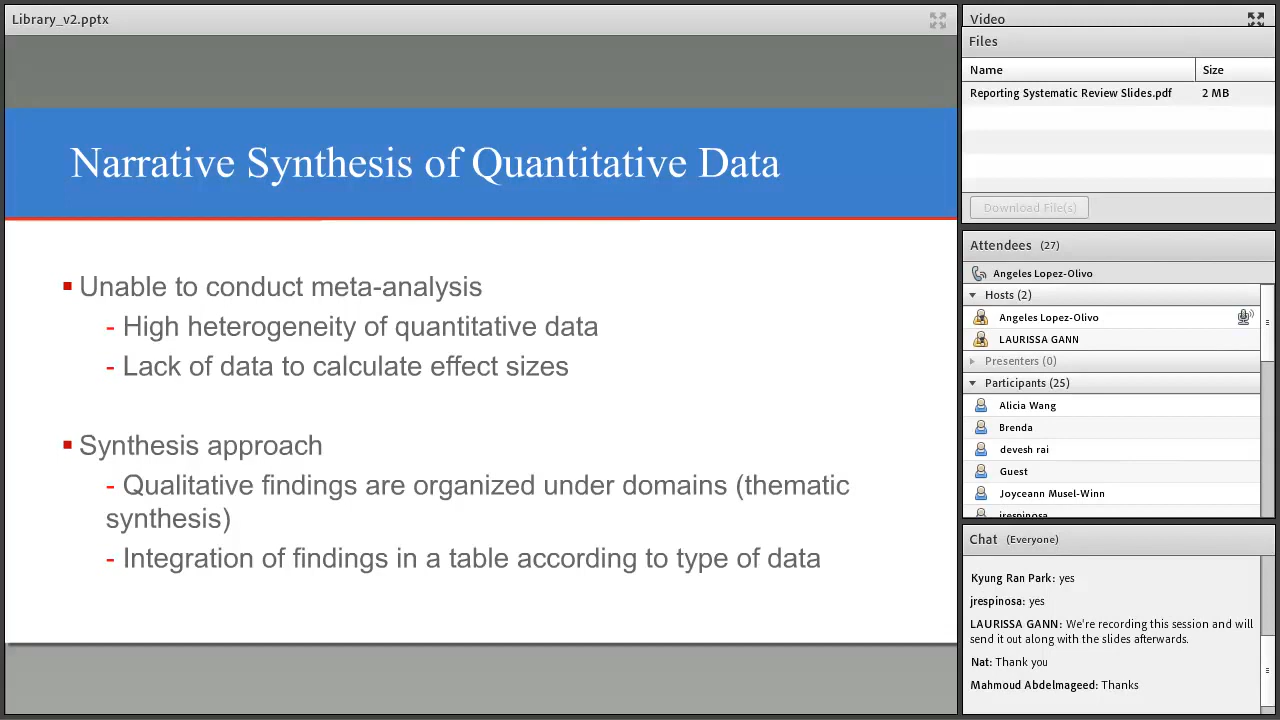 Library_v2.pptx
Narrative Synthesis of Quantitative Data
Unable to conduct meta-analysis
- High heterogeneity of quantitative data
- Lack of data to calculate effect sizes
Synthesis approach
- Qualitative findings are organized under domains (thematic
synthesis)
- Integration of findings in a table according to type of data
Video
Files
Name Size
Reporting Systematic Review Slides.pdf 2 MB
Download File(s)
Attendees (27)
Angeles Lopez-Olivo
Hosts (2)
Angeles Lopez-Olivo
LAURISSA GANN
Presenters (0)
Participants (25)
Alicia Wang
Brenda
devesh rai
Guest
Joyceann Musel-Winn
jrespinosa
Chat (Everyone)
Kyung Ran Park: yes
jrespinosa: yes
LAURISSA GANN: We're recording this session and will
send it out along with the slides afterwards.
Nat: Thank you
Mahmoud Abdelmageed: Thanks